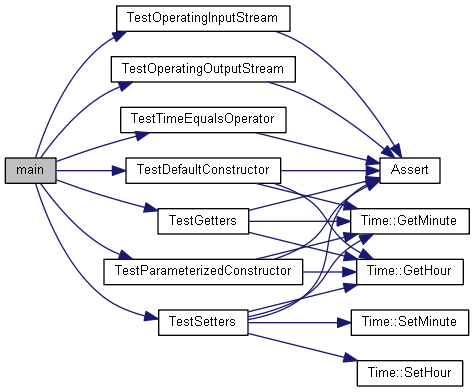 TestOperatingInputStream
TestOperatingOutputStream
TestTimeEqualsOperator
main
TestDefaultConstructor
Assert
TestGetters
Time::GetMinute
TestParameterizedConstructor
Time::GetHour
TestSetters
Time::SetMinute
Time::SetHour